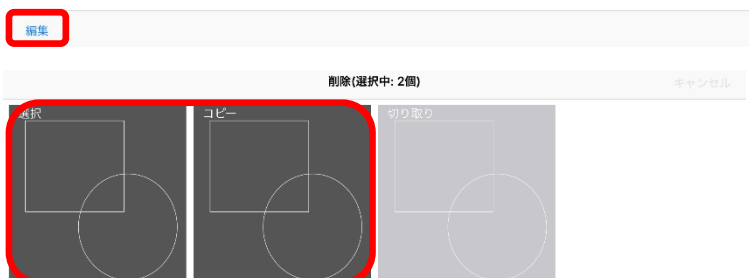 編集
削除(選択中: 2個)
キャンセル
選択
コピー
切り取り